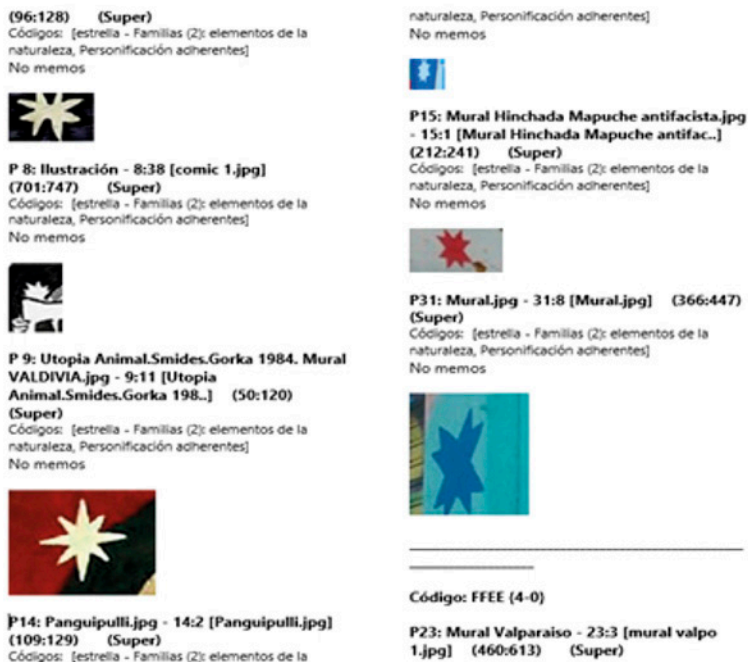 (96:128) (Super)
Códigos: [estrella - Familias (2): elementos de la
naturaleza, Personificación adherentes]
No memos
P 8: Ilustración - 8:38 [comic 1.jpg]
(701:747) (Super)
Códigos: [estrella - Familias (2): elementos de la
naturaleza, Personificación adherentes]
No memos
P 9: Utopia Animal.Smides.Gorka 1984. Mural
VALDIVIA.jpg - 9:11 [Utopia
Animal.Smides.Gorka 198..] (50:120)
(Super)
Códigos: [estrella - Familias (2): elementos de la
naturaleza, Personificación adherentes]
No memos
P14: Panguipulli.jpg - 14:2 [Panguipulli.jpg]
(109:129) (Super)
Códigos: [estrella - Familias (2): elementos de la
naturaleza, Personificación adherentes]
No memos
P15: Mural Hinchada Mapuche antifacista.jpg
- 15:1 [Mural Hinchada Mapuche antifac..]
(212:241) (Super)
Códigos: [estrella - Familias (2): elementos de la
naturaleza, Personificación adherentes]
No memos
P31: Mural.jpg - 31:8 [Mural.jpg] (366:447)
(Super)
Códigos: [estrella - Familias (2): elementos de la
naturaleza, Personificación adherentes]
No memos
Código: FFEE {4-0}
P23: Mural Valparaiso - 23:3 [mural valpo
1.jpg] (460:613) (Super)